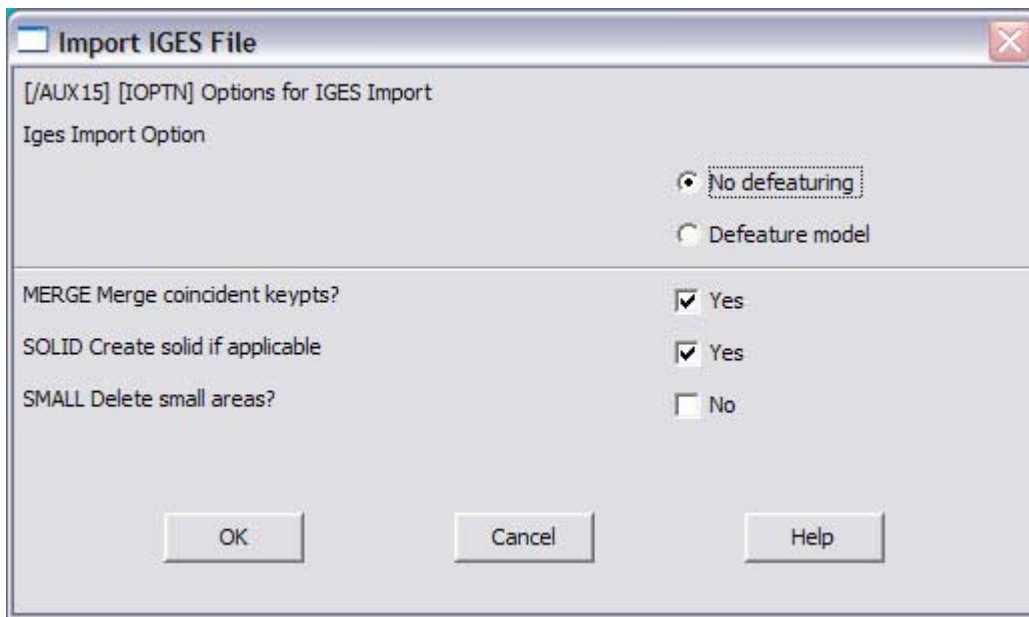 Import IGES File
[/AUX15] [IOPTN] Options for IGES Import
Iges Import Option
No defeaturing
Defeature model
MERGE Merge coincident keypts? Yes
SOLID Create solid if applicable Yes
SMALL Delete small areas? No
OK Cancel Help